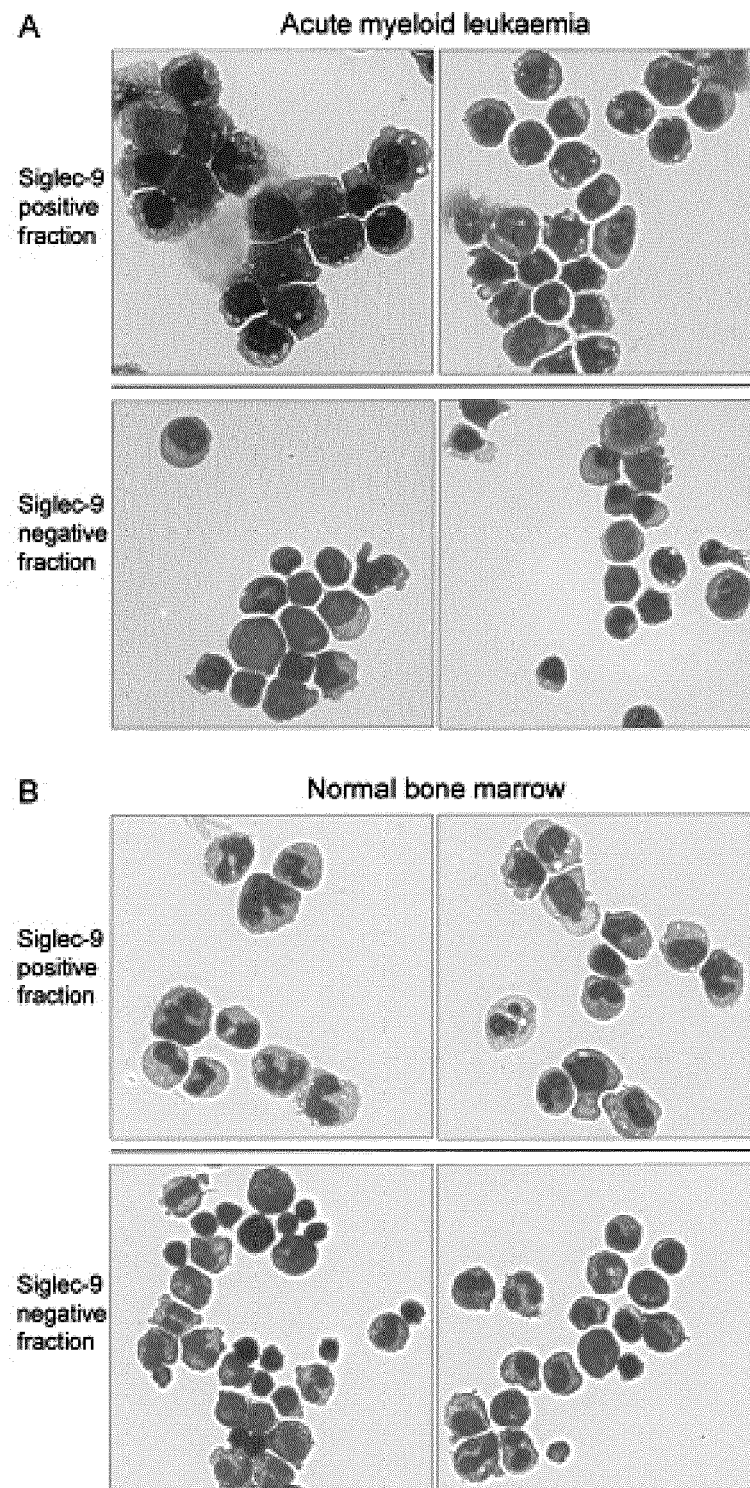 A
Acute myeloid leukaemia
Siglec-9
positive
fraction
Siglec-9
negative
fraction
B
Normal bone marrow
Siglec-9
positive
fraction
Siglec-9
negative
fraction